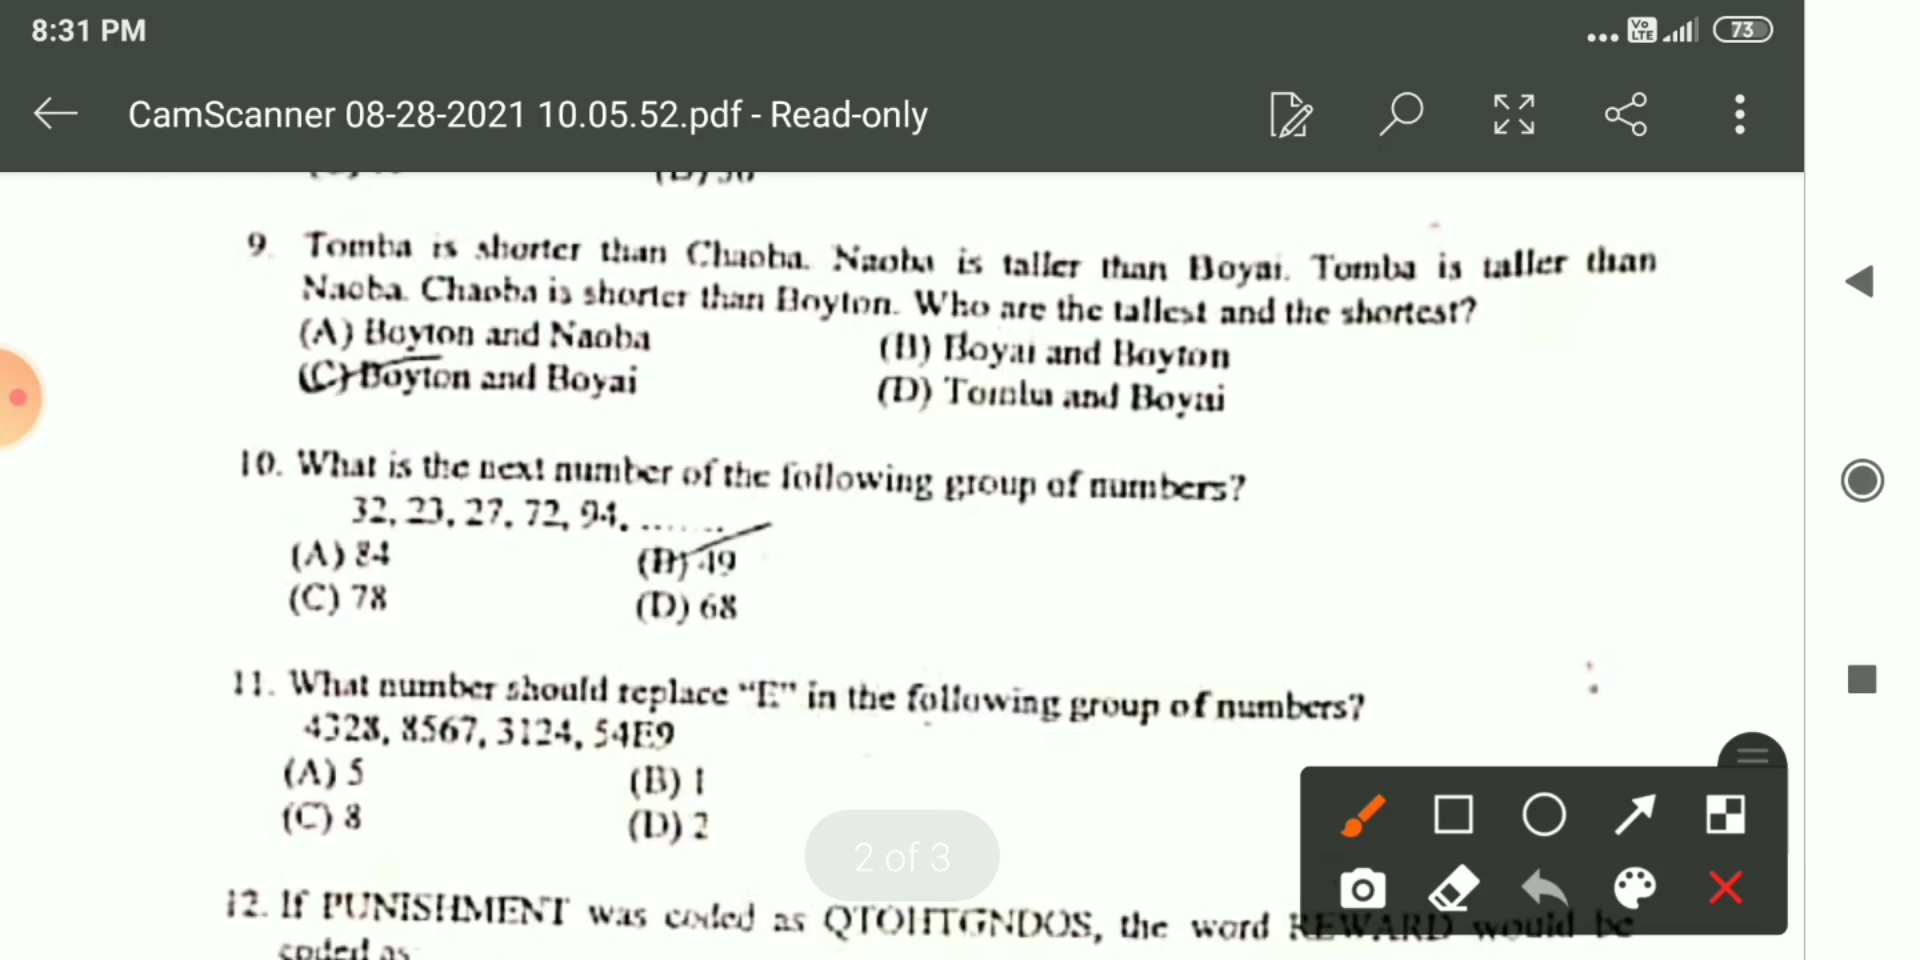 8:31 PM
Vo LTE 73
CamScanner 08-28-2021 10.05.52.pdf - Read-only
9. Tomba is shorter than Chaoba. Naoba is taller than Boyai. Tomba is taller than
Naoba. Chaoba is shorter than Boyton. Who are the tallest and the shortest?
(A) Boyton and Naoba
(B) Boyai and Boyton
(C) Boyton and Boyai
(D) Tomba and Boyai
10. What is the next number of the following group of numbers?
32, 23, 27, 72, 94, .......
(A) 84
(B) 49
(C) 78
(D) 68
11. What number should replace “E” in the following group of numbers?
4328, 8567, 3124, 54E9
(A) 5
(B) 1
(C) 8
(D) 2
2 of 3
12. If PUNISHMENT was coded as QTOHTGNDOS, the word REWARD would be
coded as